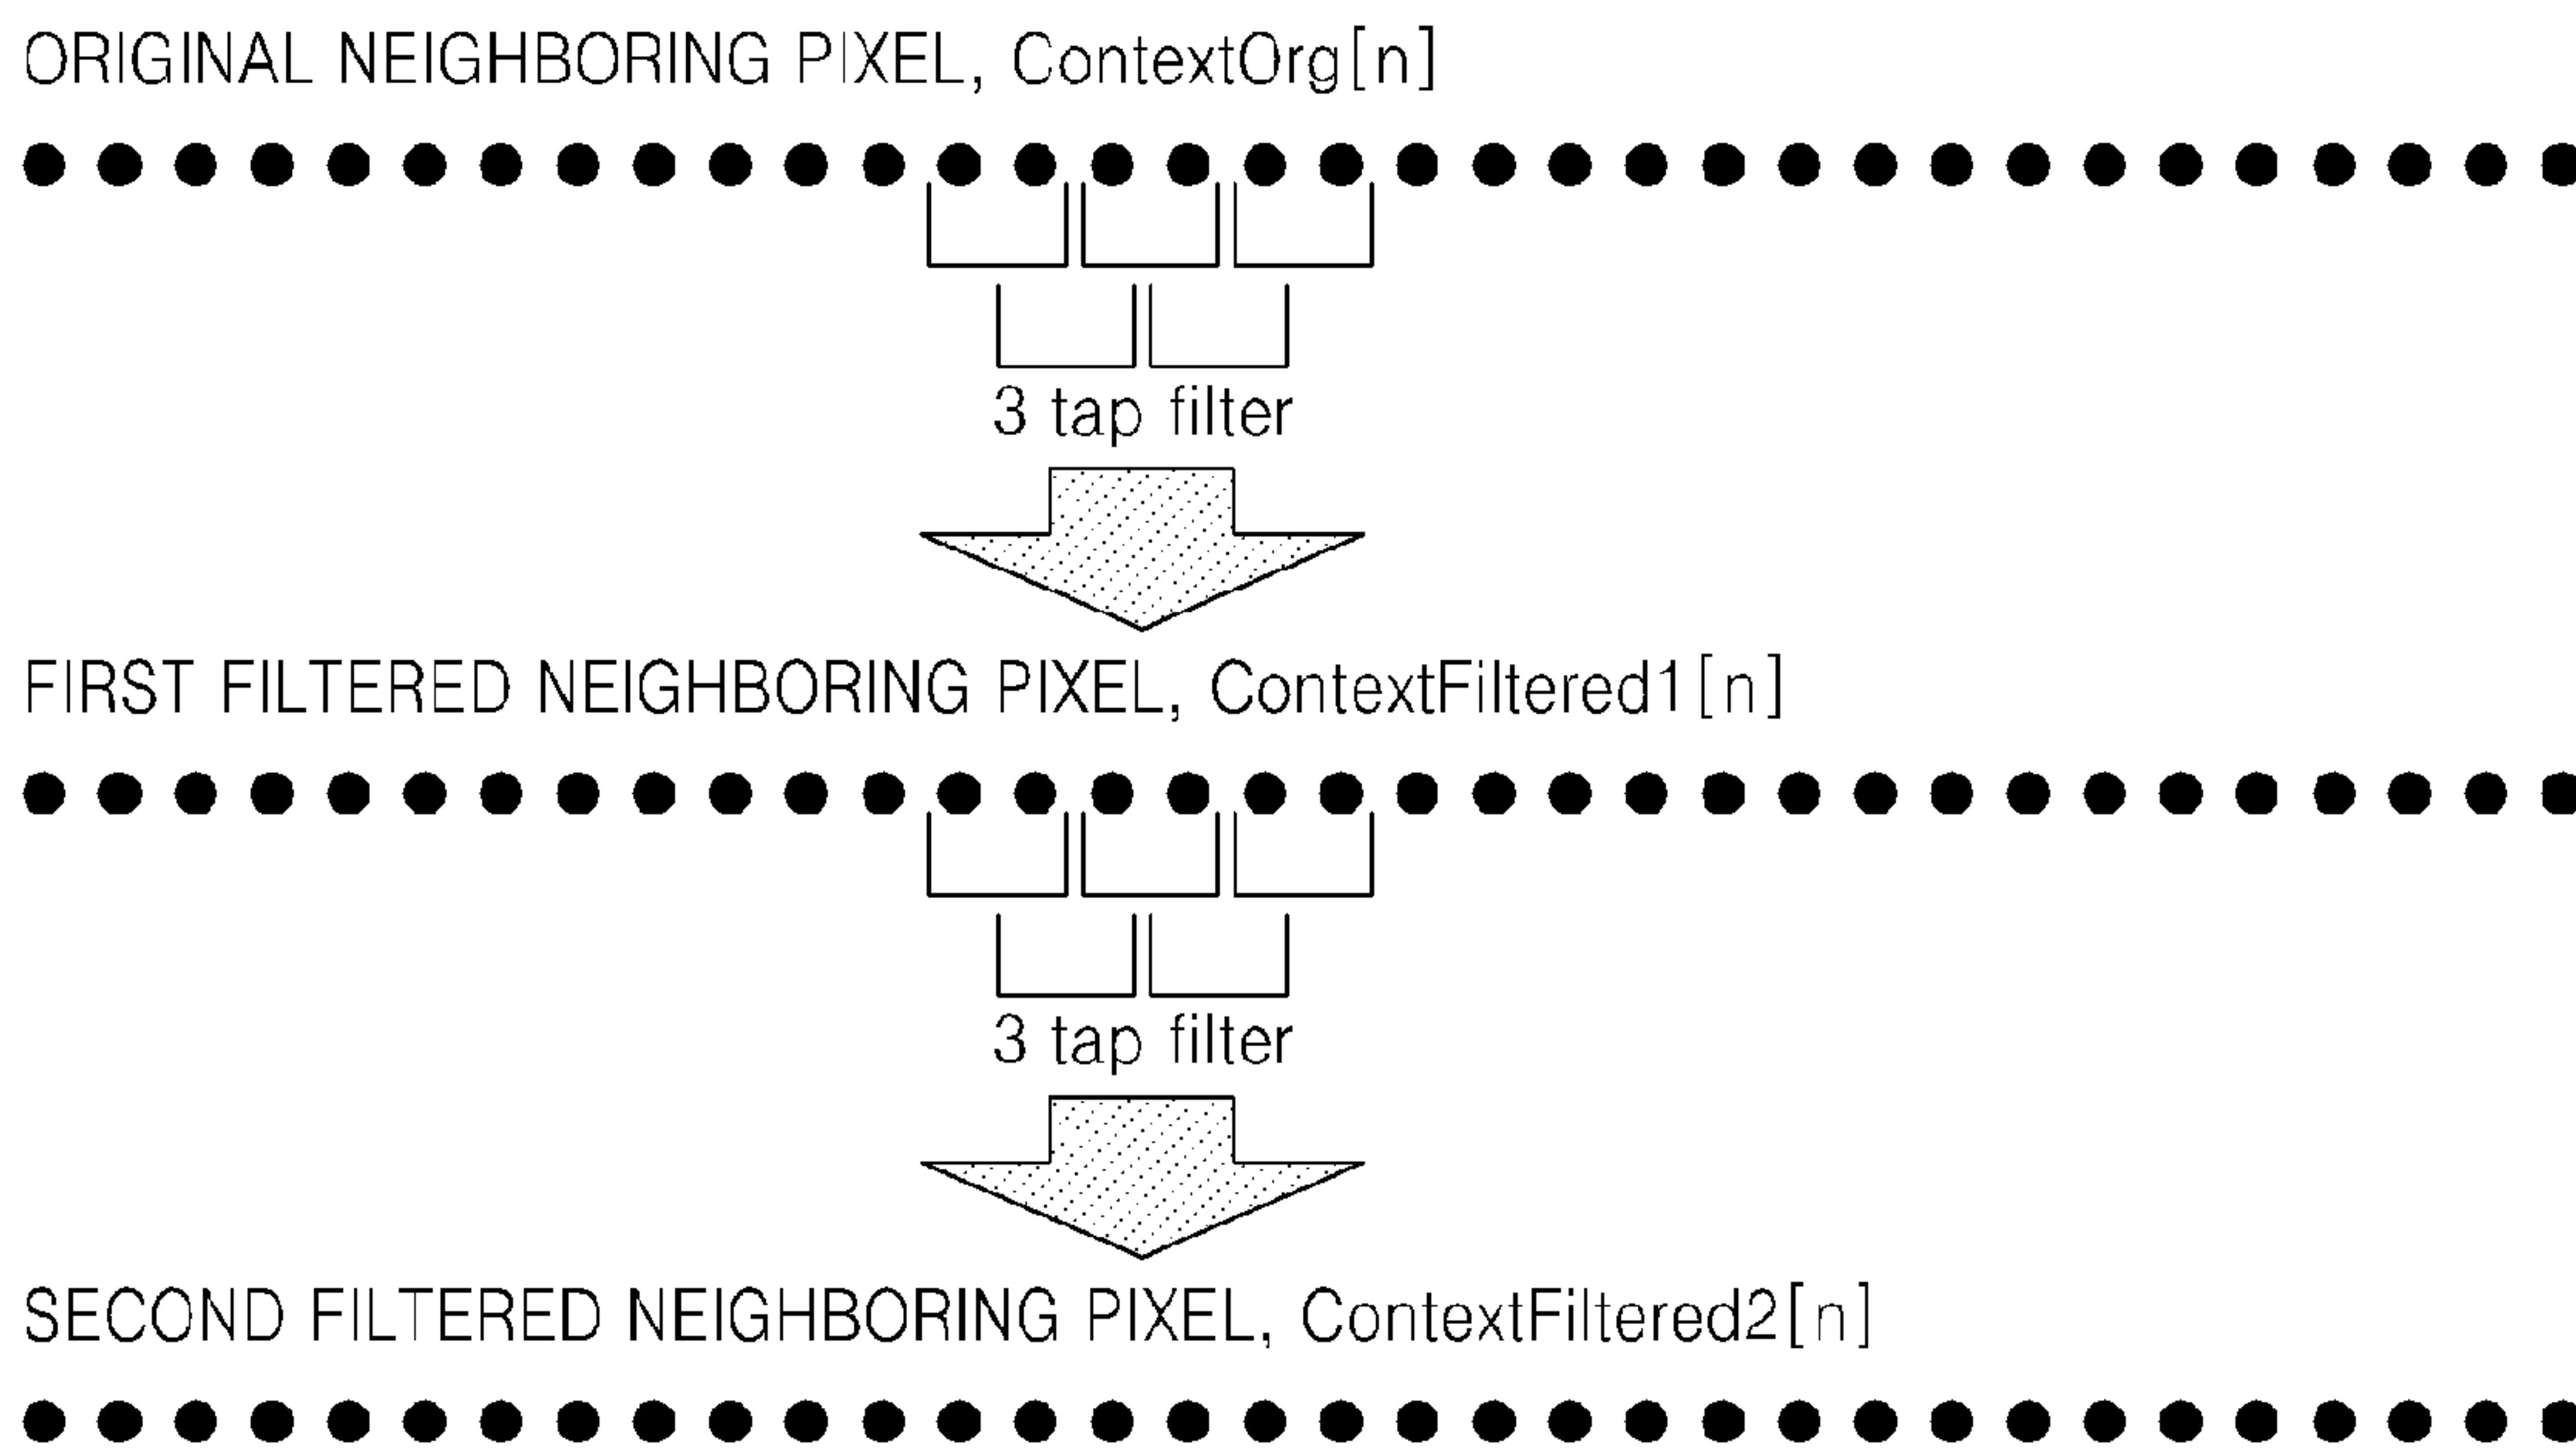 ORIGINAL NEIGHBORING PIXEL, ContextOrg[n]
3 tap filter
FIRST FILTERED NEIGHBORING PIXEL, ContextFiltered1[n]
3 tap filter
SECOND FILTERED NEIGHBORING PIXEL, ContextFiltered2[n]